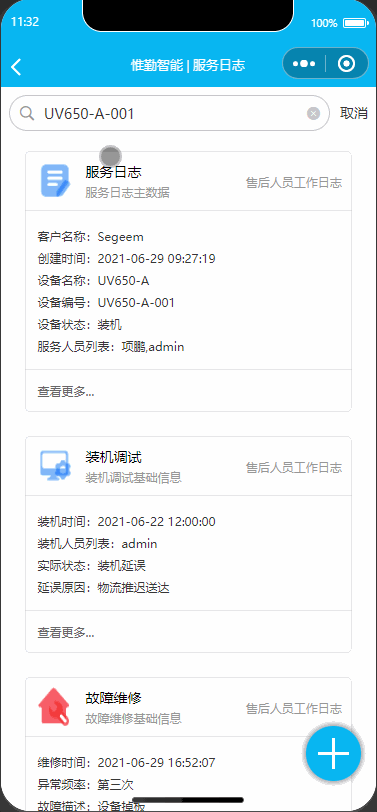 11:32
100%
惟勤智能 | 服务日志
UV650-A-001
取消
服务日志
服务日志主数据
售后人员工作日志
客户名称：Segeem
创建时间：2021-06-29 09:27:19
设备名称：UV650-A
设备编号：UV650-A-001
设备状态：装机
服务人员列表：项鹏,admin
查看更多...
装机调试
装机调试基础信息
售后人员工作日志
装机时间：2021-06-22 12:00:00
装机人员列表：admin
实际状态：装机延误
延误原因：物流推迟送达
查看更多...
故障维修
故障维修基础信息
售后人员工作日志
维修时间：2021-06-29 16:52:07
异常频率：第三次
故障描述：设备掉板